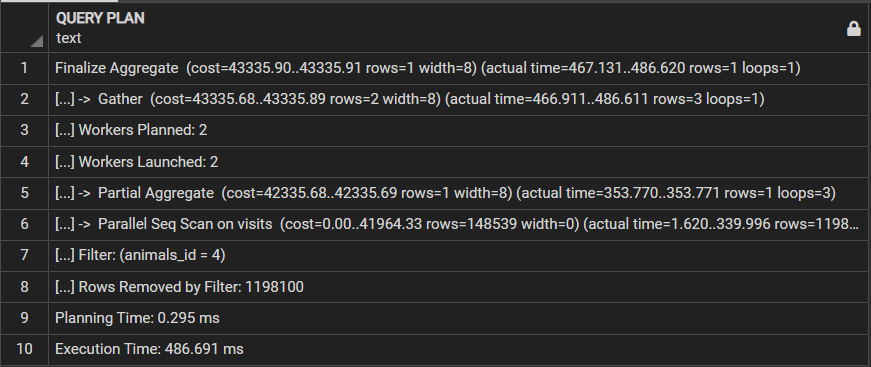 QUERY PLAN
text
1 Finalize Aggregate (cost=43335.90..43335.91 rows=1 width=8) (actual time=467.131..486.620 rows=1 loops=1)
2 [...] -> Gather (cost=43335.68..43335.89 rows=2 width=8) (actual time=466.911..486.611 rows=3 loops=1)
3 [...] Workers Planned: 2
4 [...] Workers Launched: 2
5 [...] -> Partial Aggregate (cost=42335.68..42335.69 rows=1 width=8) (actual time=353.770..353.771 rows=1 loops=3)
6 [...] -> Parallel Seq Scan on visits (cost=0.00..41964.33 rows=148539 width=0) (actual time=1.620..339.996 rows=1198...
7 [...] Filter: (animals_id = 4)
8 [...] Rows Removed by Filter: 1198100
9 Planning Time: 0.295 ms
10 Execution Time: 486.691 ms